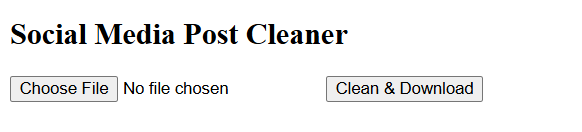 Social Media Post Cleaner
Choose File No file chosen Clean & Download